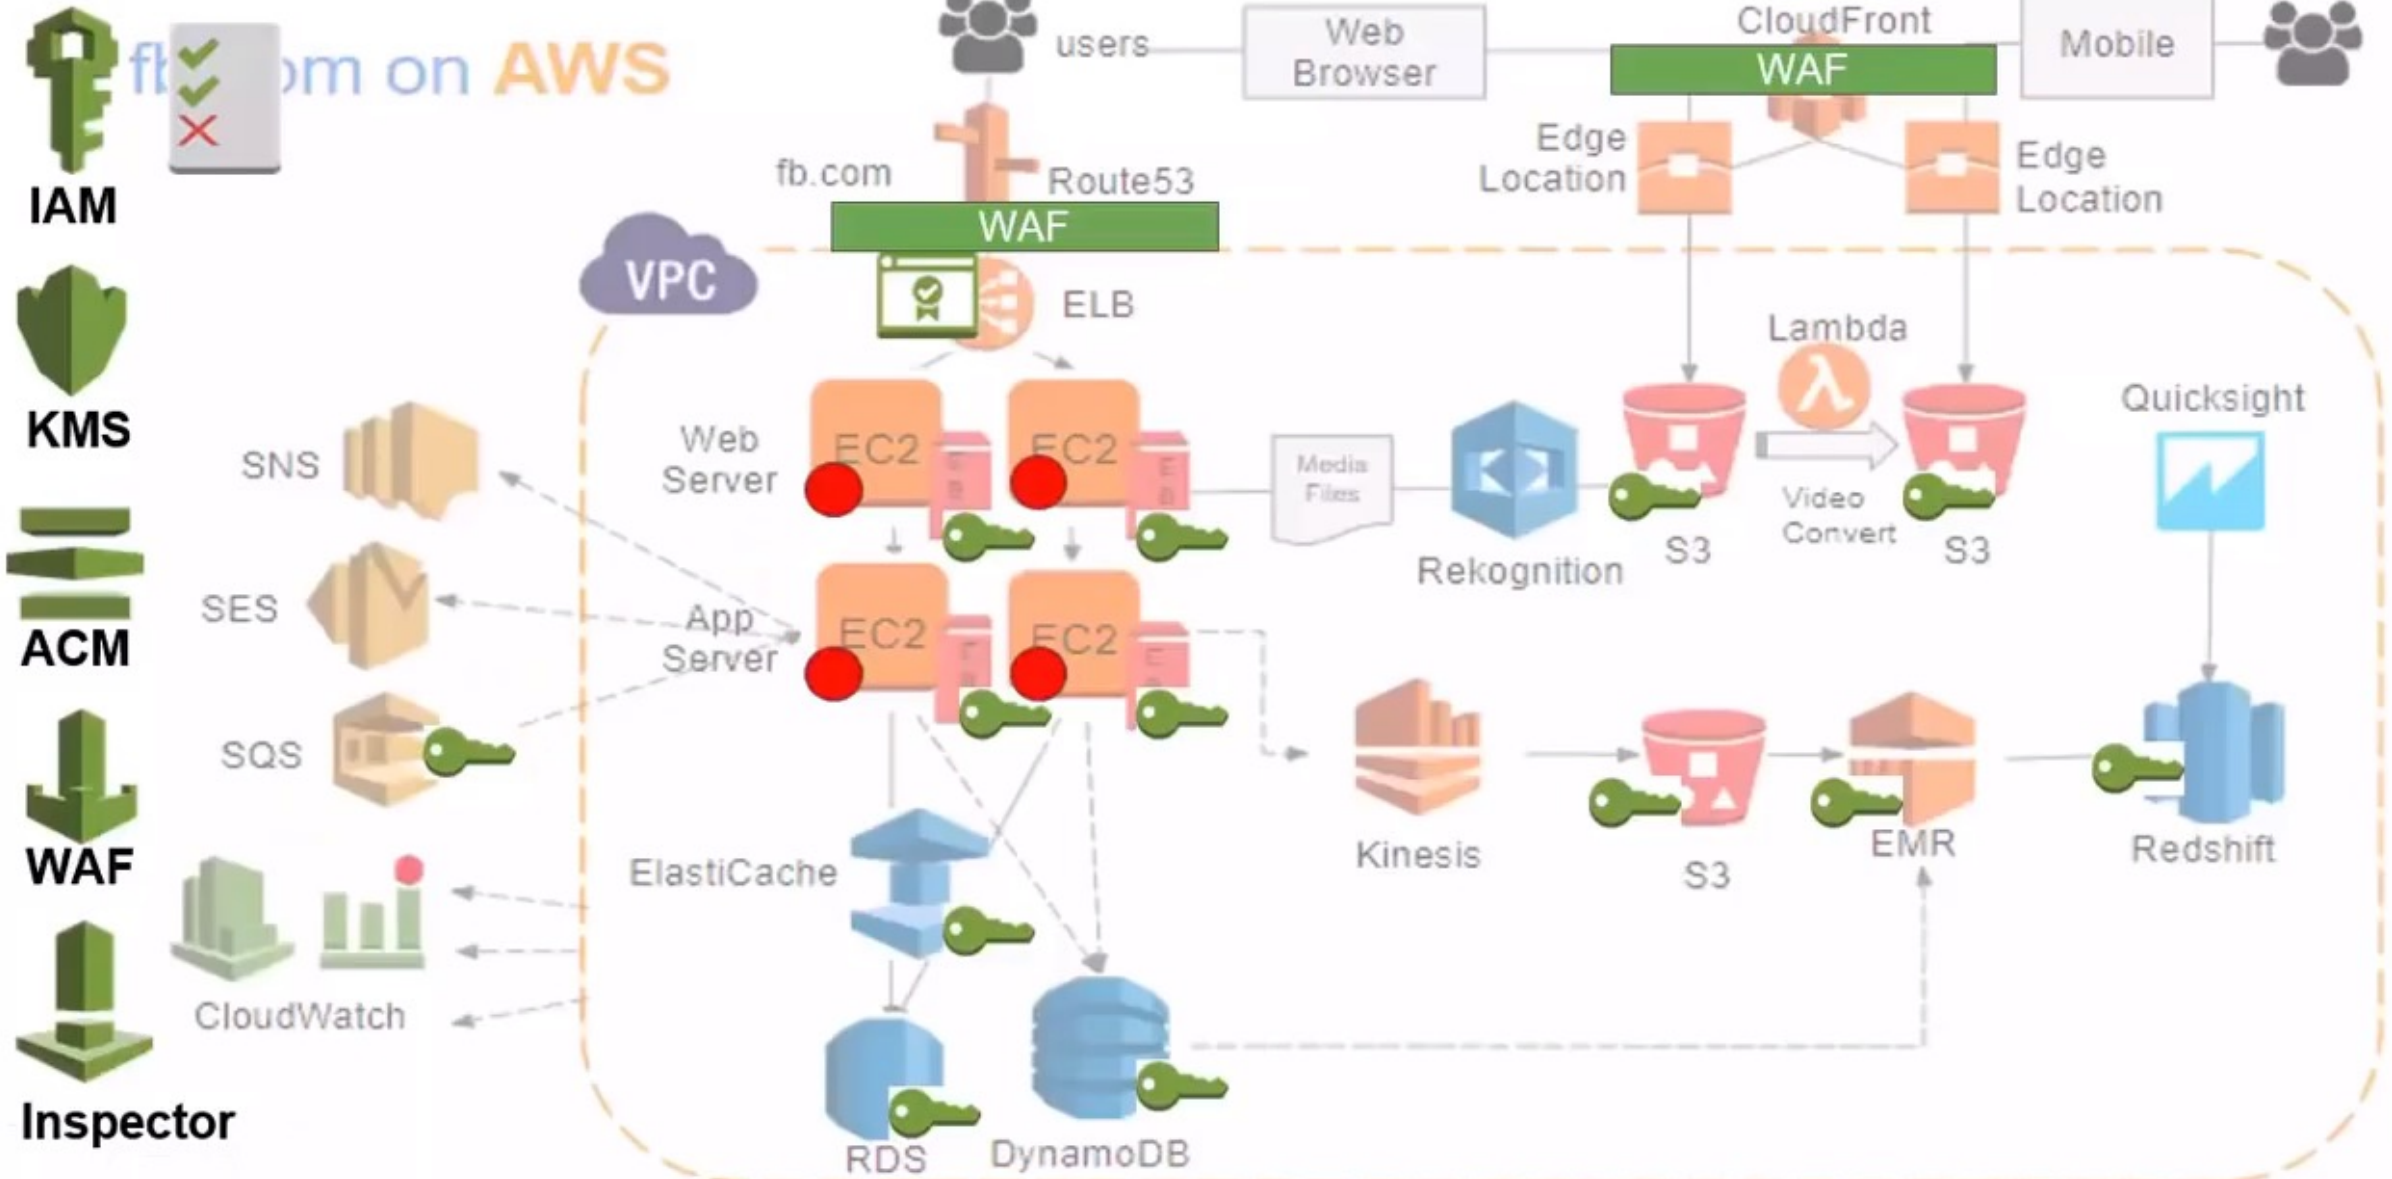 fb om on AWS
IAM
KMS
ACM
WAF
Inspector
users
Web
Browser
CloudFront
WAF
Mobile
Edge
Location
Edge
Location
fb.com
Route53
WAF
VPC
ELB
Web
Server
EC2
EC2
Media
Files
Rekognition
S3
Lambda
λ
Video
Convert
S3
Quicksight
SNS
SES
SQS
App
Server
EC2
EC2
Kinesis
S3
EMR
Redshift
ElastiCache
CloudWatch
RDS
DynamoDB